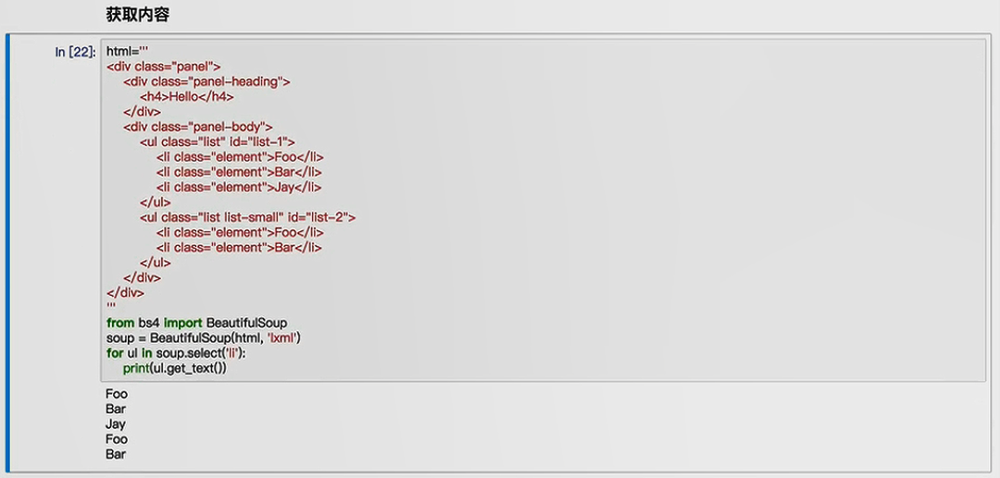 获取内容
In [22]: html='''
<div class="panel">
    <div class="panel-heading">
        <h4>Hello</h4>
    </div>
    <div class="panel-body">
        <ul class="list" id="list-1">
            <li class="element">Foo</li>
            <li class="element">Bar</li>
            <li class="element">Jay</li>
        </ul>
        <ul class="list list-small" id="list-2">
            <li class="element">Foo</li>
            <li class="element">Bar</li>
        </ul>
    </div>
</div>
'''
from bs4 import BeautifulSoup
soup = BeautifulSoup(html, 'lxml')
for ul in soup.select('li'):
    print(ul.get_text())
Foo
Bar
Jay
Foo
Bar